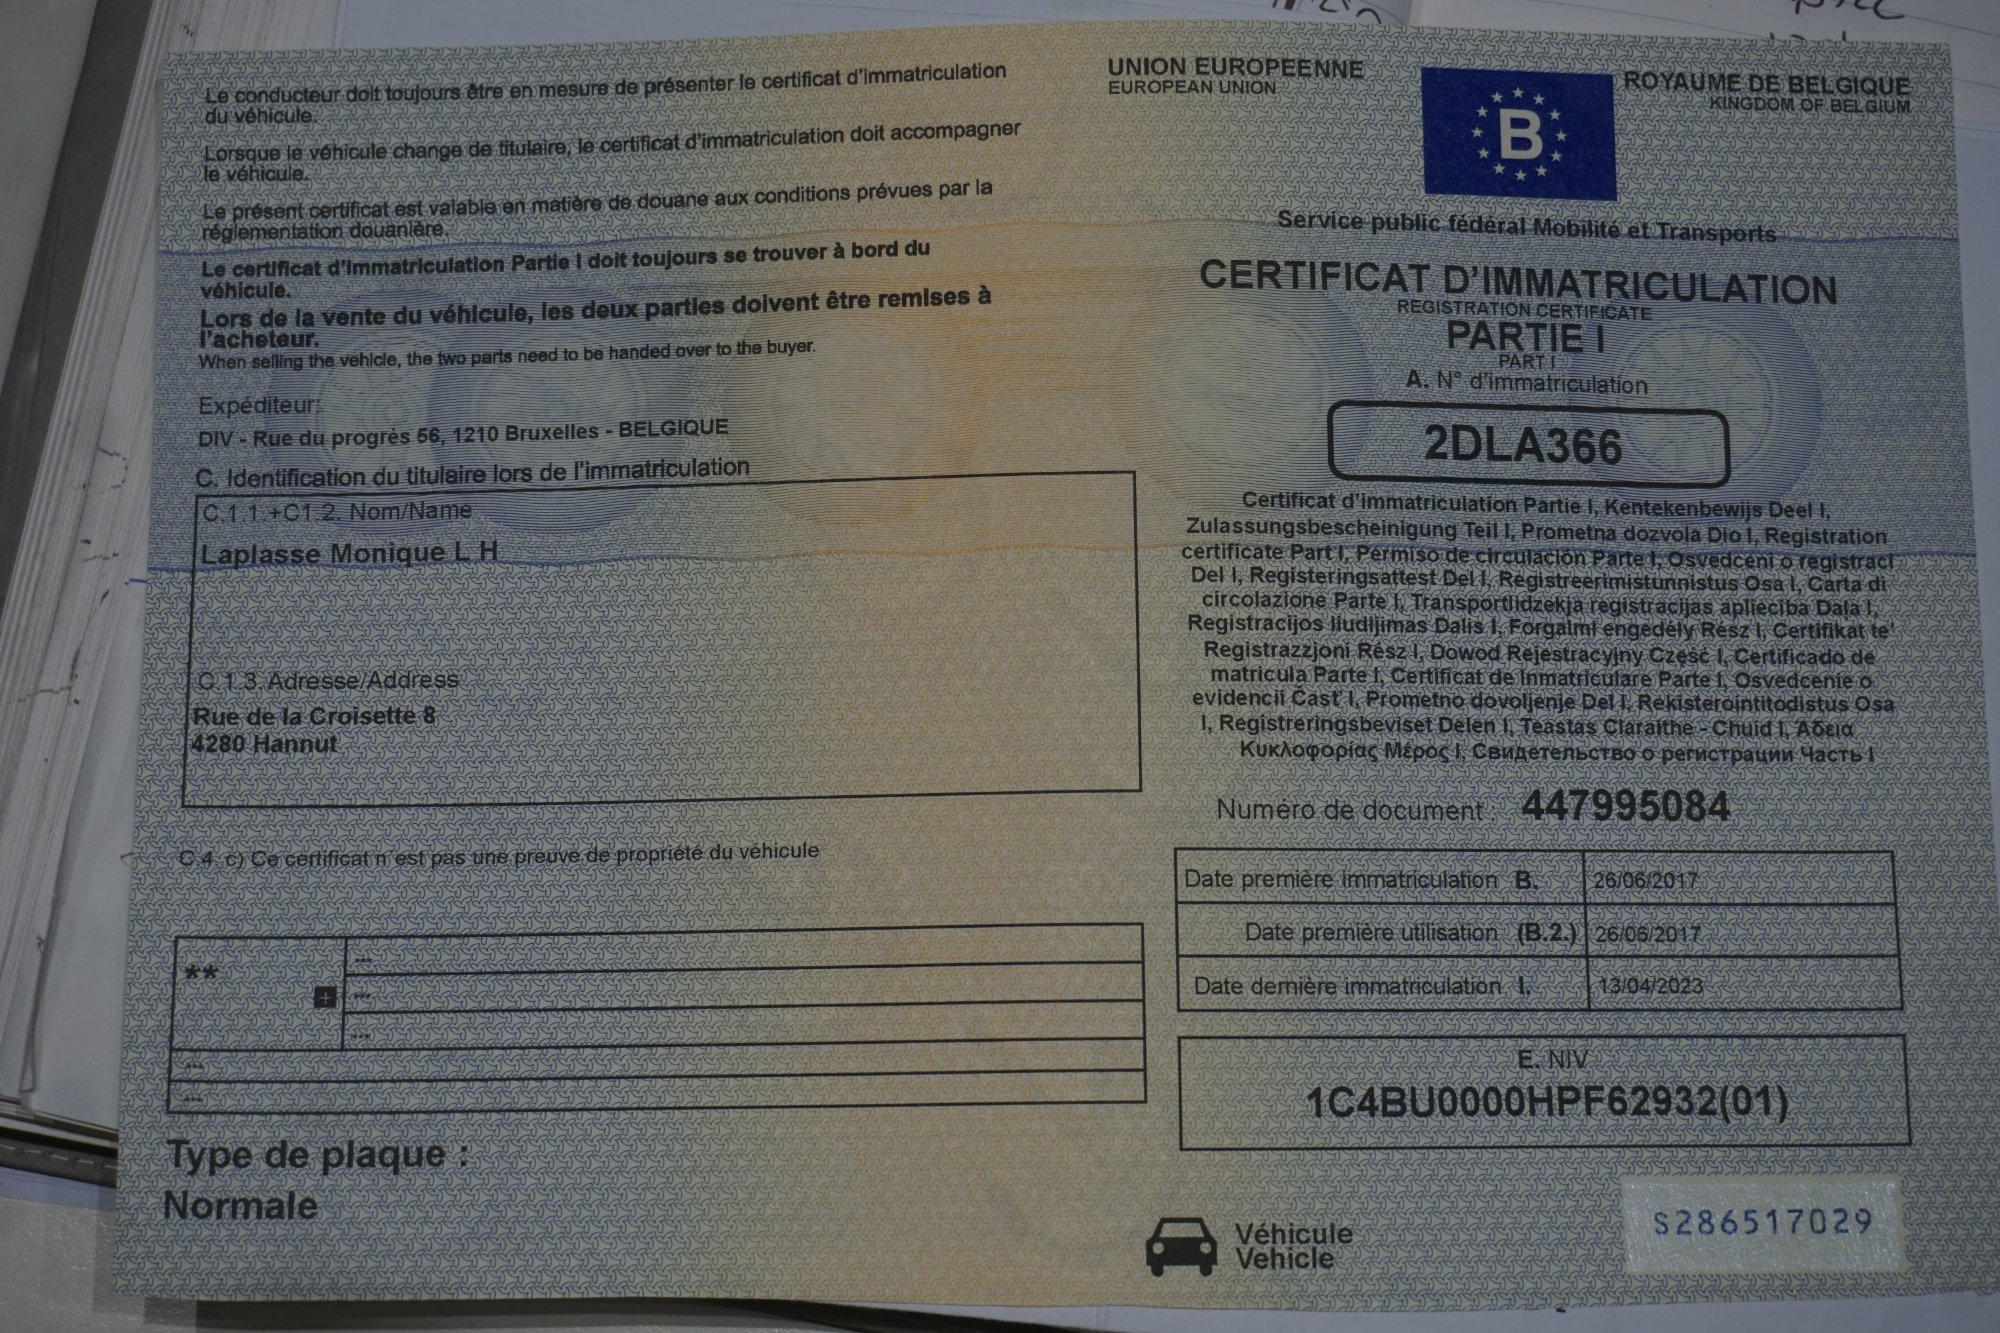 Le conducteur doit toujours être en mesure de présenter le certificat d'immatriculation
du véhicule.
Lorsque le véhicule change de titulaire, le certificat d'immatriculation doit accompagner
le véhicule.
Le présent certificat est valable en matière de douane aux conditions prévues par la
réglementation douanière.
Le certificat d'immatriculation Partie I doit toujours se trouver à bord du
véhicule.
Lors de la vente du véhicule, les deux parties doivent être remises à
l'acheteur.
When selling the vehicle, the two parts need to be handed over to the buyer.
Expéditeur:
DIV - Rue du progrès 56, 1210 Bruxelles - BELGIQUE
C. Identification du titulaire lors de l'immatriculation
C.1.1.+C1.2. Nom/Name
Laplasse Monique L H
C.1.3. Adresse/Address
Rue de la Croisette 8
4280 Hannut
C.4. c) Ce certificat n'est pas une preuve de propriété du véhicule
**
+
---
---
---
---
---
Type de plaque :
Normale
UNION EUROPEENNE
EUROPEAN UNION
B
ROYAUME DE BELGIQUE
KINGDOM OF BELGIUM
Service public fédéral Mobilité et Transports
CERTIFICAT D'IMMATRICULATION
REGISTRATION CERTIFICATE
PARTIE I
PART I
A. N° d'immatriculation
2DLA366
Certificat d'immatriculation Partie I, Kentekenbewijs Deel I,
Zulassungsbescheinigung Teil I, Prometna dozvola Dio I, Registration
certificate Part I, Permiso de circulación Parte I, Osvedceni o registraci
Del I, Registeringsattest Del I, Registreerimistunnistus Osa I, Carta di
circolazione Parte I, Transportlidzekja registracijas aplieciba Dala I,
Registracijos liudijimas Dalis I, Forgalmi engedély Rész I, Certifikat te'
Registrazzjoni Rész I, Dowod Rejestracyjny Część I, Certificado de
matricula Parte I, Certificat de Inmatriculare Parte I, Osvedcenie o
evidencii Časť I, Prometno dovoljenje Del I, Rekisterointitodistus Osa
I, Registreringsbeviset Delen I, Teastas Claraithe - Chuid I, Άδεια
Κυκλοφορίας Μέρος I, Свидетельство о регистрации Часть I
Numéro de document : 447995084
Date première immatriculation B. 26/06/2017
Date première utilisation (B.2.) 26/06/2017
Date dernière immatriculation I. 13/04/2023
E. NIV
1C4BU0000HPF62932(01)
Véhicule
Vehicle
S286517029